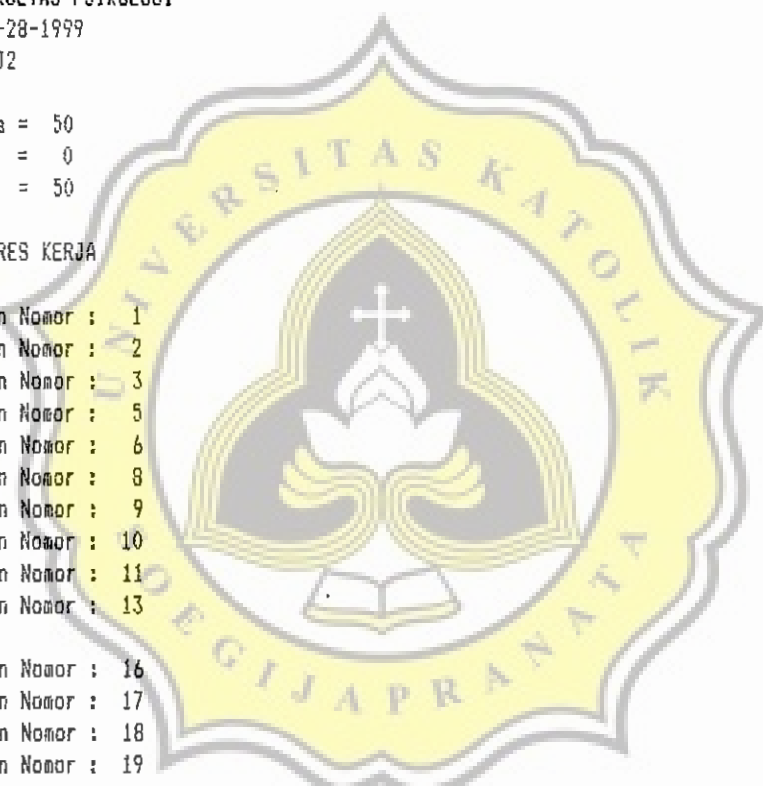 -28-1999
J2
= 50
= 0
= 50
RES KERJA
n Nomor : 1
n Nomor : 2
n Nomor : 3
n Nomor : 5
n Nomor : 6
n Nomor : 8
n Nomor : 9
n Nomor : 10
n Nomor : 11
n Nomor : 13
n Nomor : 16
n Nomor : 17
n Nomor : 18
n Nomor : 19
UNIVERSITAS KATOLIK
SOEGIJAPRANATA